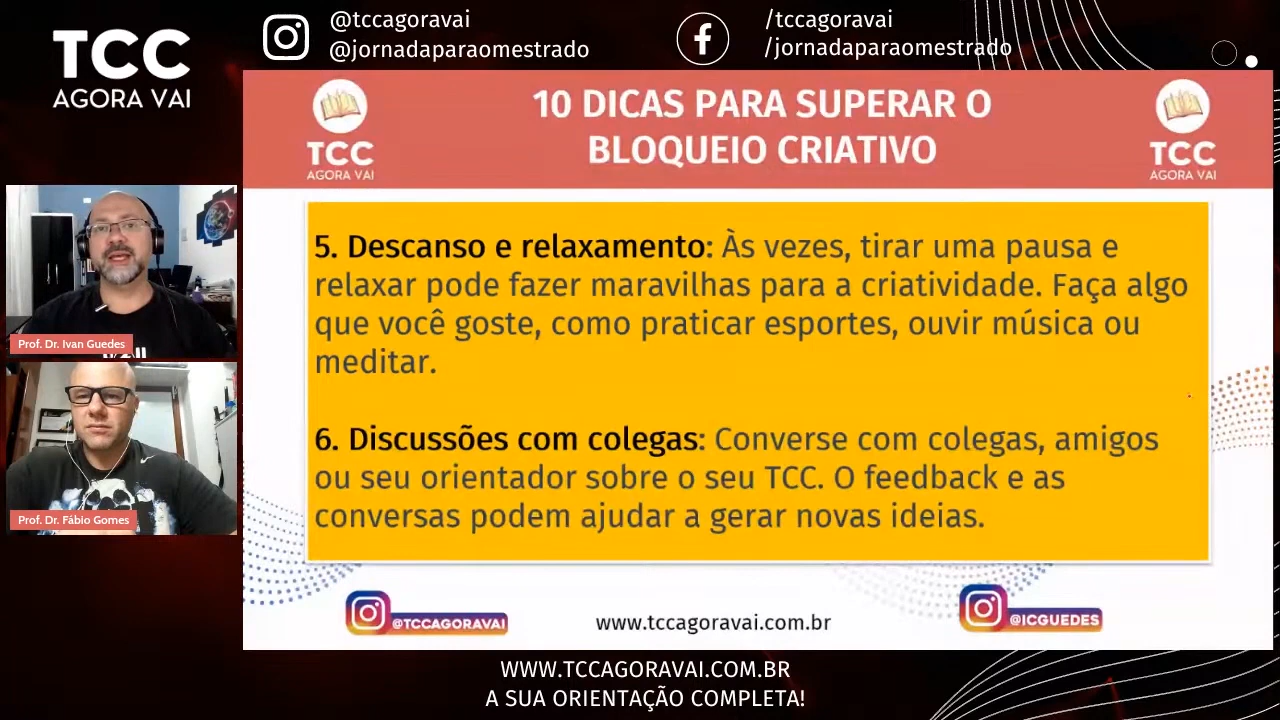 TCC
AGORA VAI
@tccagoravai
@jornadaparaomestrado
/tccagoravai
/jornadaparaomestrado
TCC
AGORA VAI
10 DICAS PARA SUPERAR O
BLOQUEIO CRIATIVO
TCC
AGORA VAI
Prof. Dr. Ivan Guedes
Prof. Dr. Fábio Gomes
5. Descanso e relaxamento: Às vezes, tirar uma pausa e
relaxar pode fazer maravilhas para a criatividade. Faça algo
que você goste, como praticar esportes, ouvir música ou
meditar.
6. Discussões com colegas: Converse com colegas, amigos
ou seu orientador sobre o seu TCC. O feedback e as
conversas podem ajudar a gerar novas ideias.
@TCCAGORAVAI
www.tccagoravai.com.br
@ICGUEDES
WWW.TCCAGORAVAI.COM.BR
A SUA ORIENTAÇÃO COMPLETA!